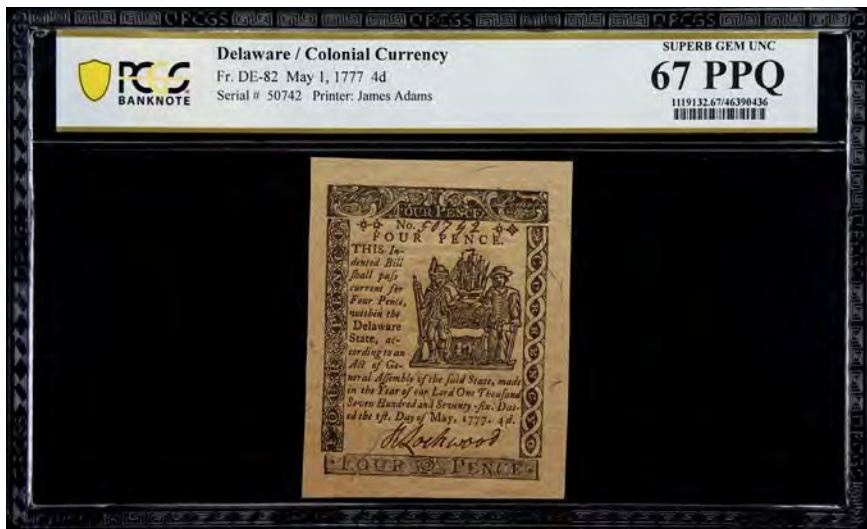 PCGS
BANKNOTE
Delaware / Colonial Currency
Fr. DE-82 May 1, 1777 4d
Serial # 50742 Printer: James Adams
SUPERB GEM UNC
67 PPQ
1119132.67/46390436
FOUR PENCE
No. 50742
FOUR PENCE.
THIS In-
dented Bill
ſhall paſs
current for
Four Pence,
within the
Delaware
State, ac-
cording to an
Act of Ge-
neral Aſſembly of the ſaid State, made
in the Year of our Lord One Thouſand
Seven Hundred and Seventy-ſix. Dat-
ed the 1ſt. Day of May, 1777. 4d.
Lockwood
FOUR PENCE
FOUR PENCE